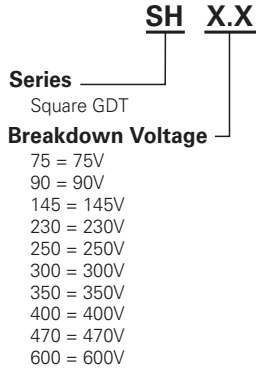 SH X.X
Series
Square GDT
Breakdown Voltage
75 = 75V
90 = 90V
145 = 145V
230 = 230V
250 = 250V
300 = 300V
350 = 350V
400 = 400V
470 = 470V
600 = 600V